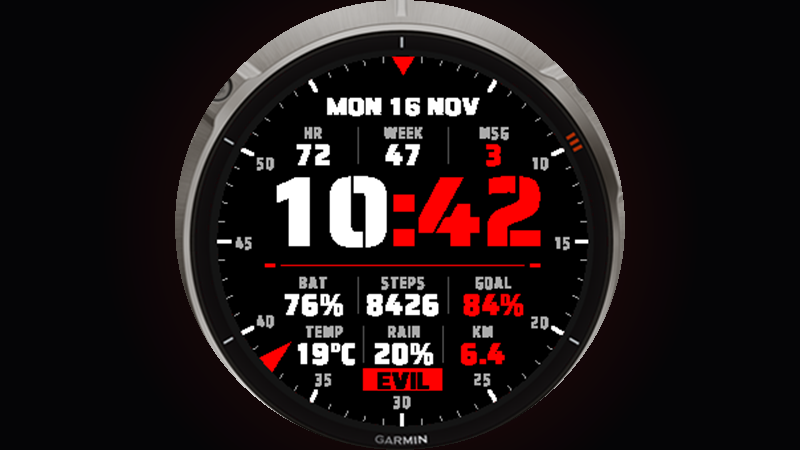 MON 16 NOV
HR WEEK MSG
72 47 3
50 10
10:42
45 15
BAT STEPS GOAL
76% 8426 84%
40 20
TEMP RAIN KM
19°C 20% 6.4
35 EVIL 25
30
GARMIN